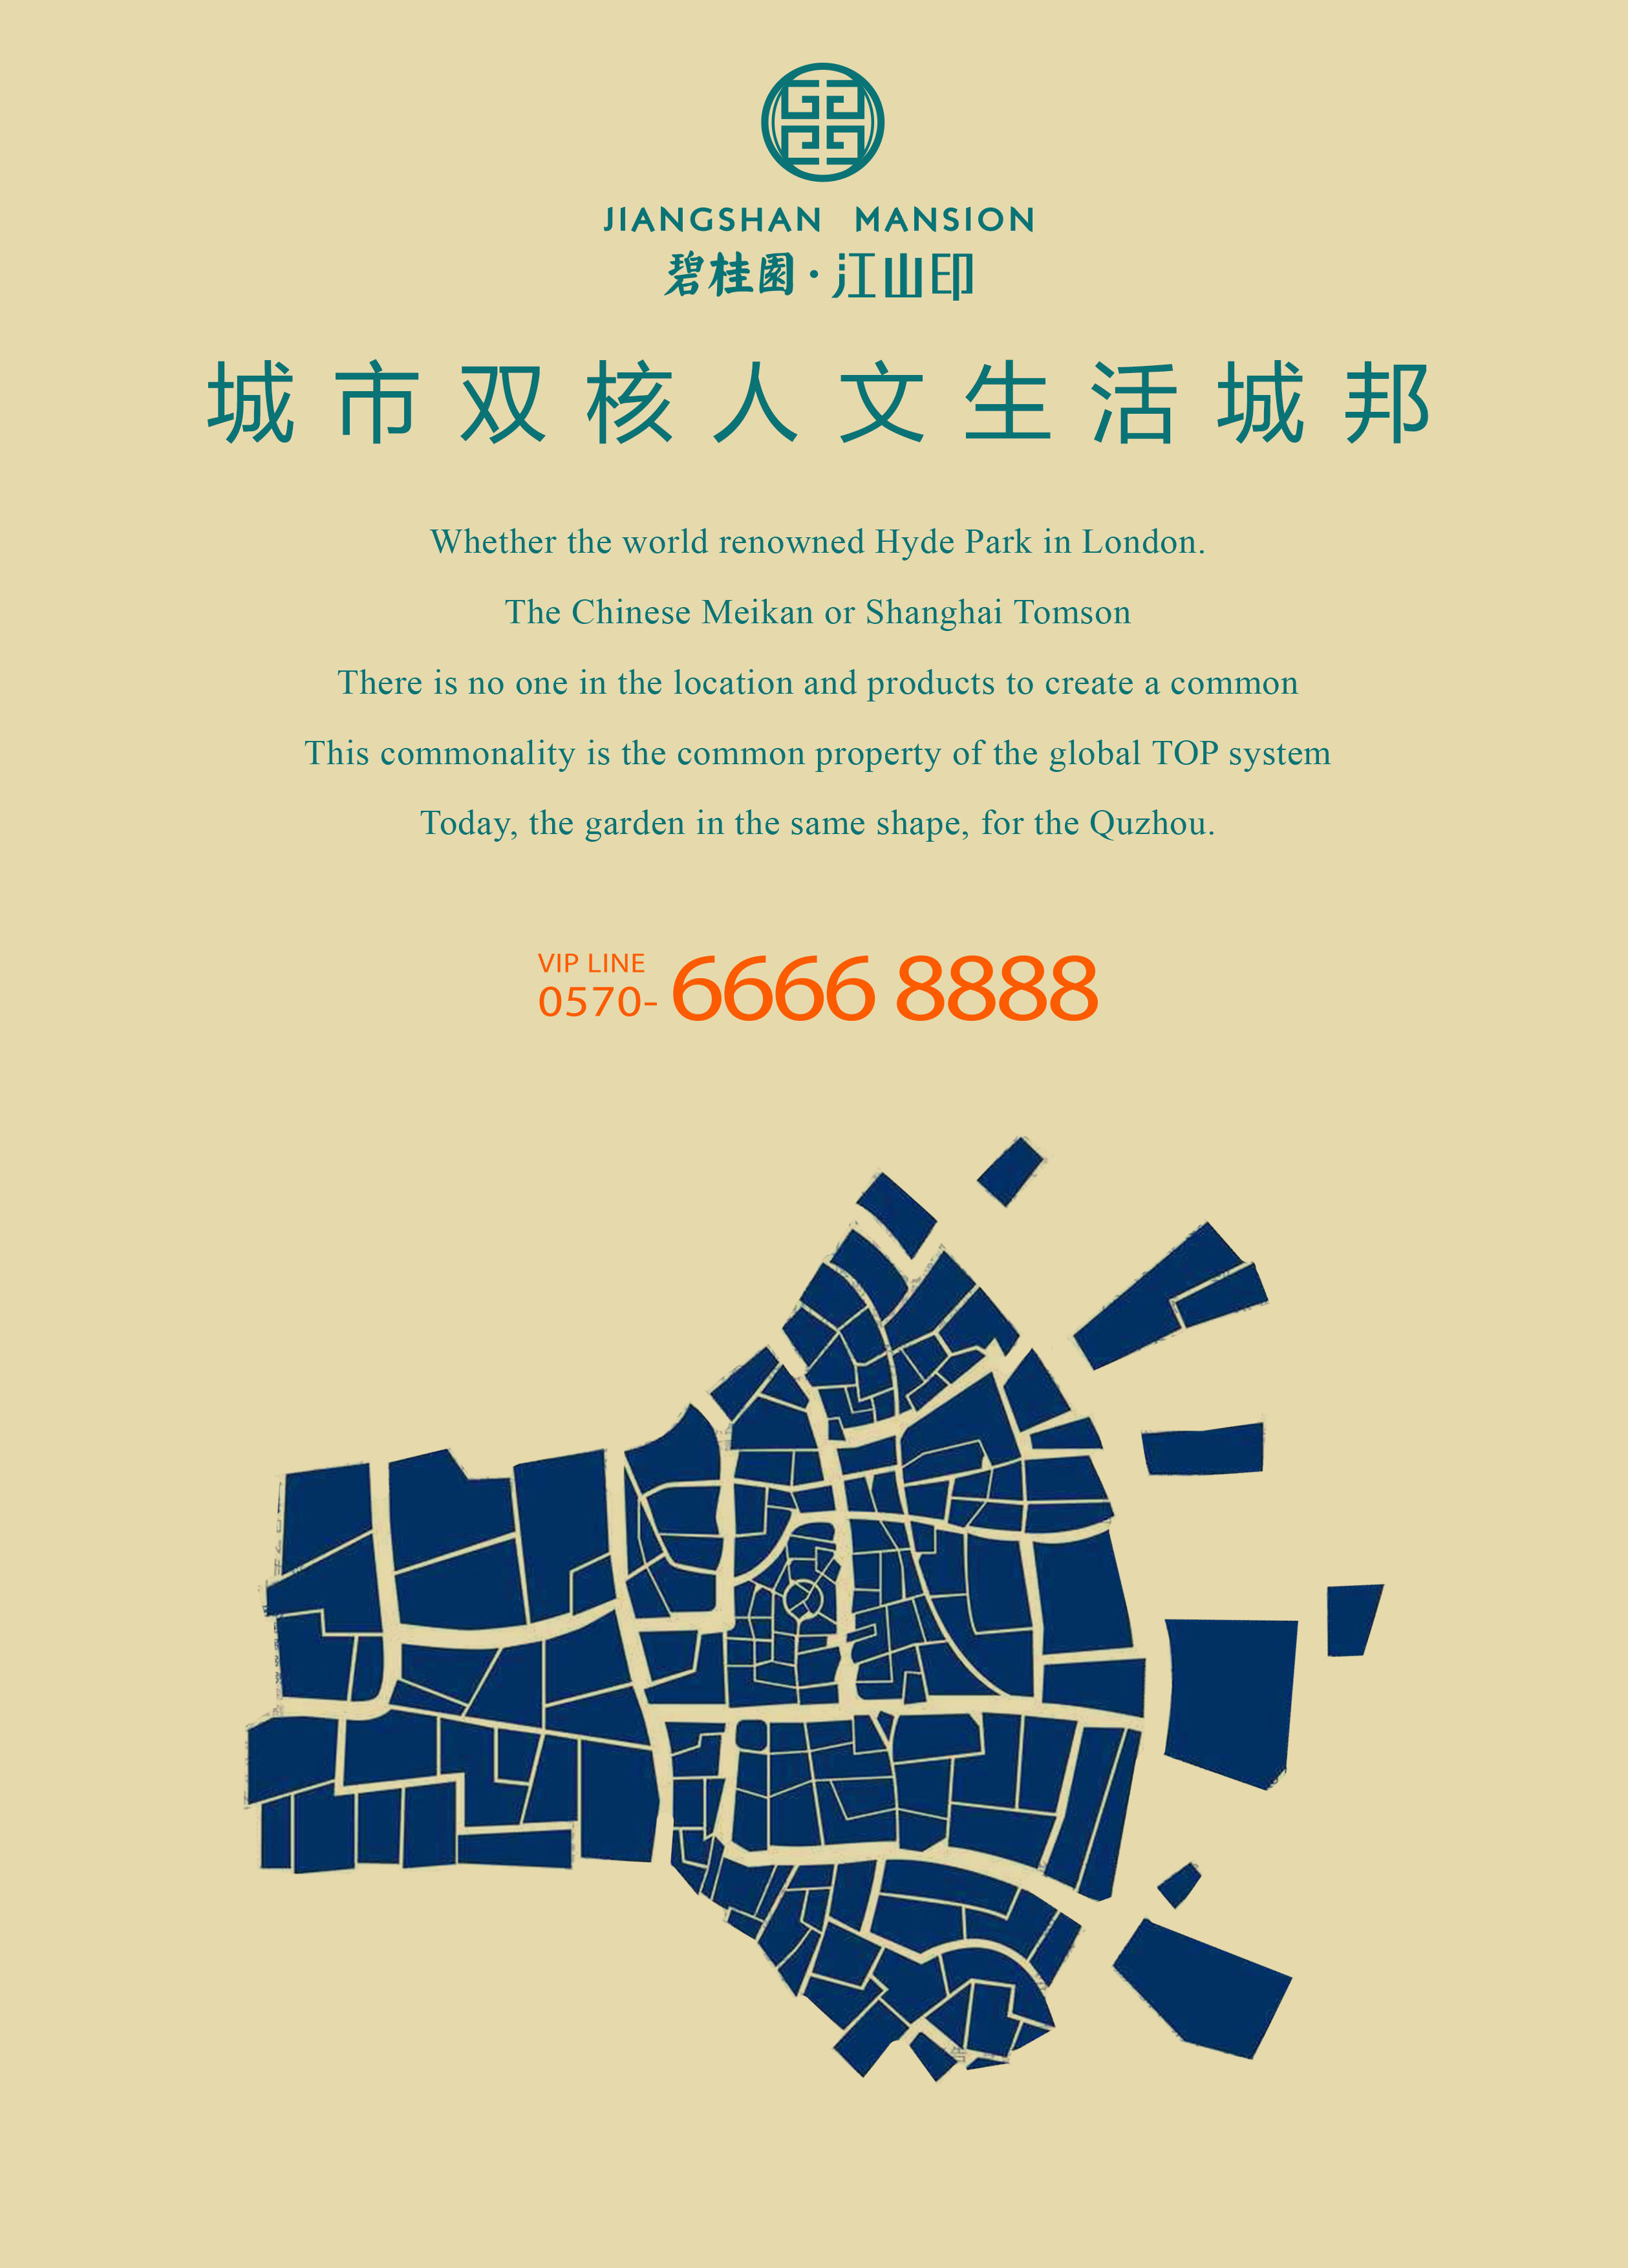 JIANGSHAN MANSION
碧桂園·江山印
城市双核人文生活城邦
Whether the world renowned Hyde Park in London.
The Chinese Meikan or Shanghai Tomson
There is no one in the location and products to create a common
This commonality is the common property of the global TOP system
Today, the garden in the same shape, for the Quzhou.
VIP LINE
0570- 6666 8888